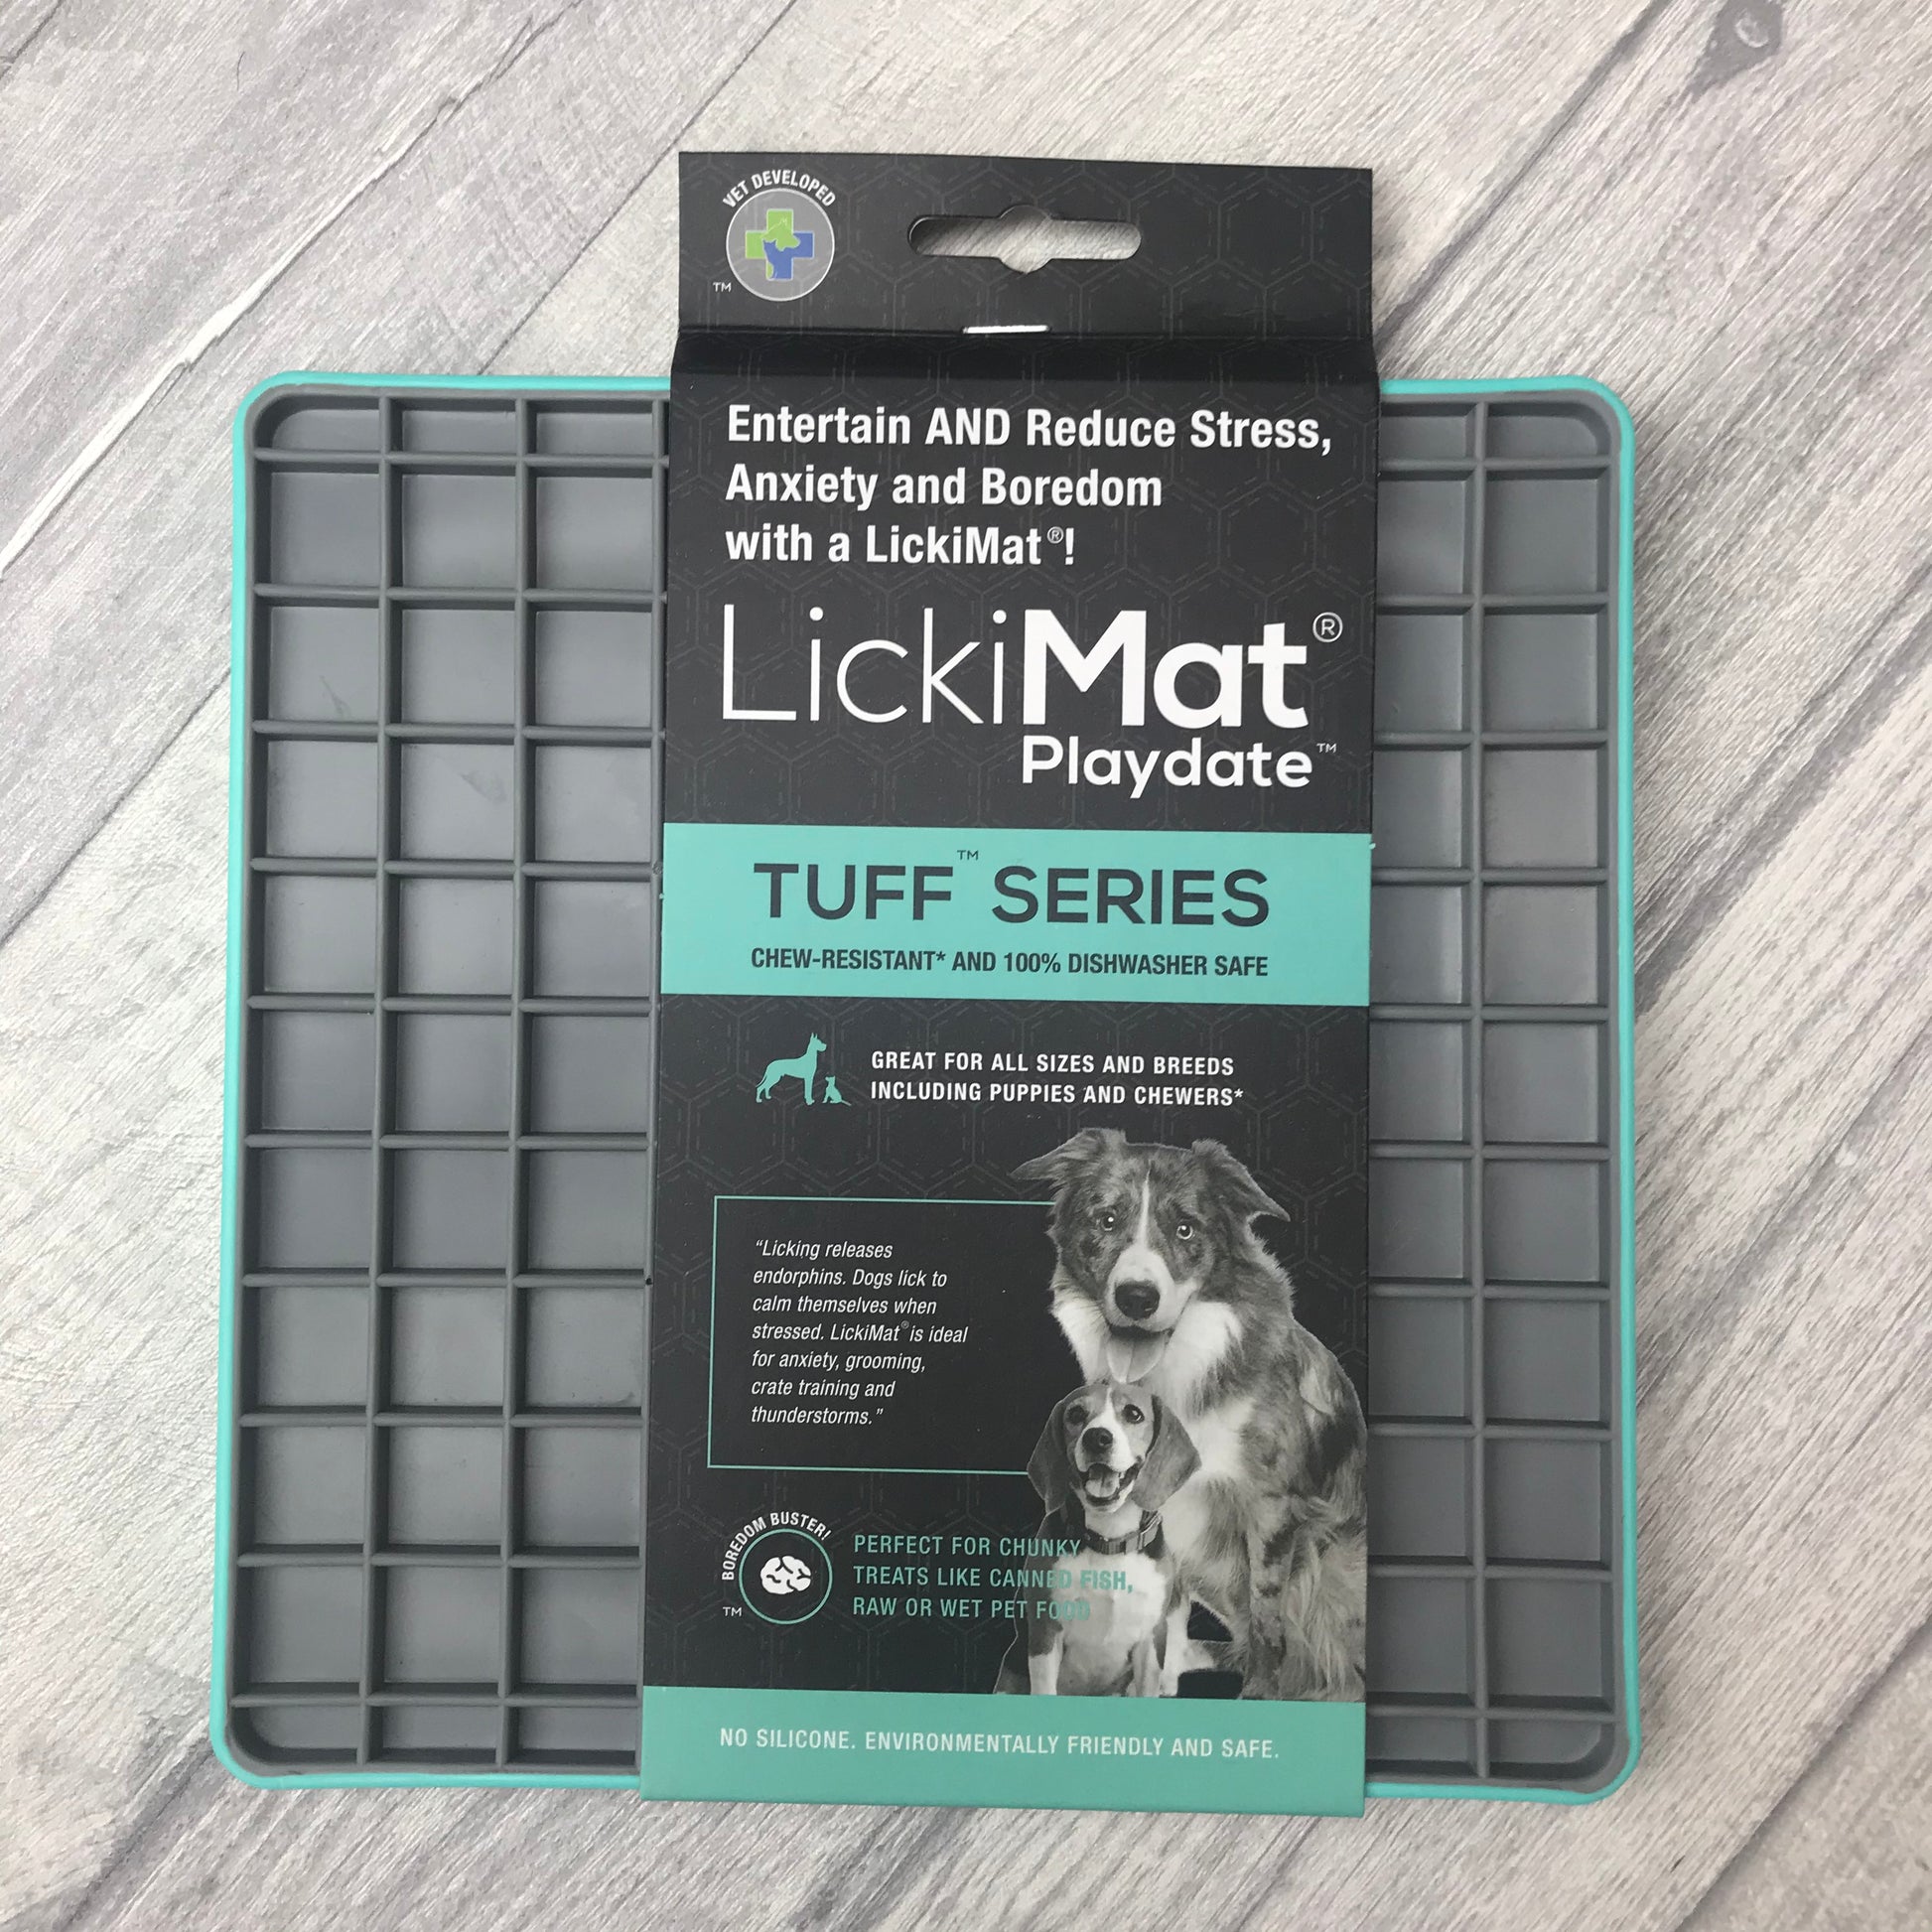 VET DEVELOPED
TM
Entertain AND Reduce Stress,
Anxiety and Boredom
with a LickiMat®!
LickiMat®
Playdate™
TUFF™ SERIES
CHEW-RESISTANT* AND 100% DISHWASHER SAFE
GREAT FOR ALL SIZES AND BREEDS
INCLUDING PUPPIES AND CHEWERS*
“Licking releases
endorphins. Dogs lick to
calm themselves when
stressed. LickiMat® is ideal
for anxiety, grooming,
crate training and
thunderstorms.”
BOREDOM BUSTER!
TM
PERFECT FOR CHUNKY
TREATS LIKE CANNED FISH,
RAW OR WET PET FOOD
NO SILICONE. ENVIRONMENTALLY FRIENDLY AND SAFE.